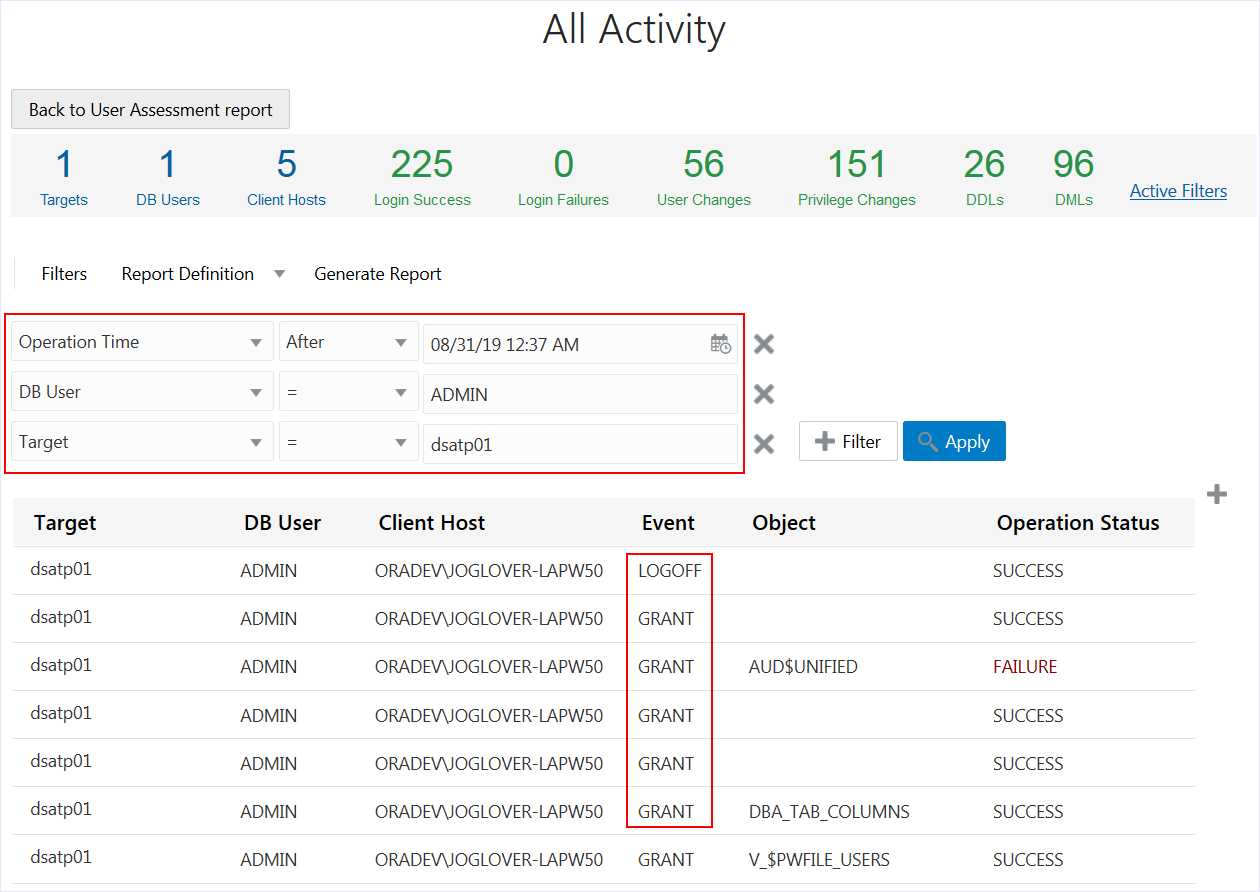 All Activity
Back to User Assessment report
1 1 5 225 0 56 151 26 96
Targets DB Users Client Hosts Login Success Login Failures User Changes Privilege Changes DDLs DMLs Active Filters
Filters Report Definition Generate Report
Operation Time After 08/31/19 12:37 AM
DB User = ADMIN
Target = dsatp01 Filter Apply
Target DB User Client Host Event Object Operation Status
dsatp01 ADMIN ORADEV\JOGLOVER-LAPW50 LOGOFF SUCCESS
dsatp01 ADMIN ORADEV\JOGLOVER-LAPW50 GRANT SUCCESS
dsatp01 ADMIN ORADEV\JOGLOVER-LAPW50 GRANT AUD$UNIFIED FAILURE
dsatp01 ADMIN ORADEV\JOGLOVER-LAPW50 GRANT SUCCESS
dsatp01 ADMIN ORADEV\JOGLOVER-LAPW50 GRANT SUCCESS
dsatp01 ADMIN ORADEV\JOGLOVER-LAPW50 GRANT DBA_TAB_COLUMNS SUCCESS
dsatp01 ADMIN ORADEV\JOGLOVER-LAPW50 GRANT V_$PWFILE_USERS SUCCESS